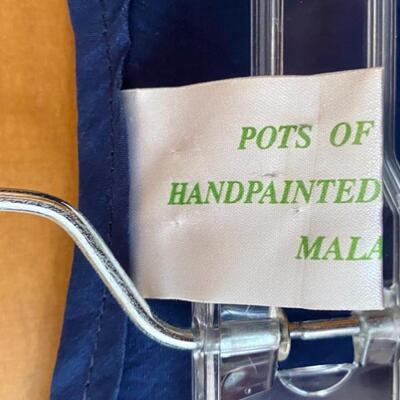 POTS OF
HANDPAINTED
MALA